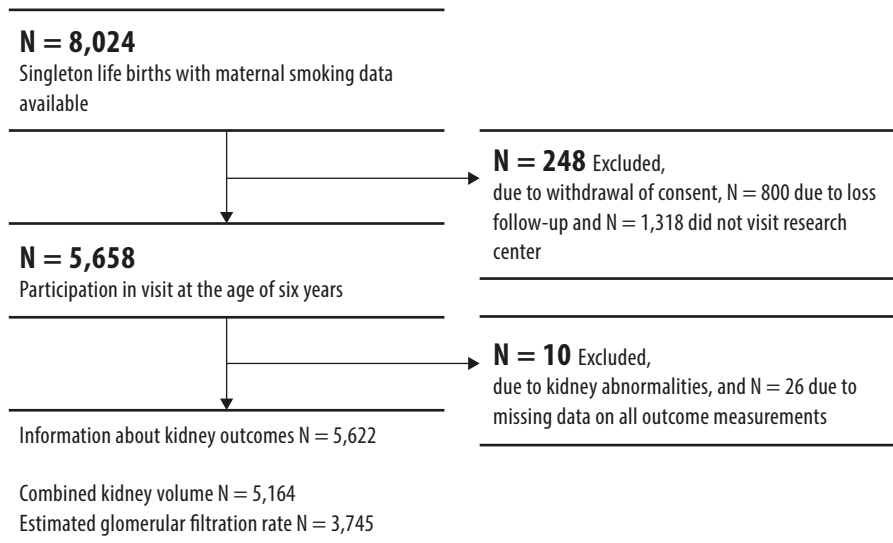 N = 8,024
Singleton life births with maternal smoking data
available
N = 248 Excluded,
due to withdrawal of consent, N = 800 due to loss
follow-up and N = 1,318 did not visit research
center
N = 5,658
Participation in visit at the age of six years
N = 10 Excluded,
due to kidney abnormalities, and N = 26 due to
missing data on all outcome measurements
Information about kidney outcomes N = 5,622
Combined kidney volume N = 5,164
Estimated glomerular filtration rate N = 3,745